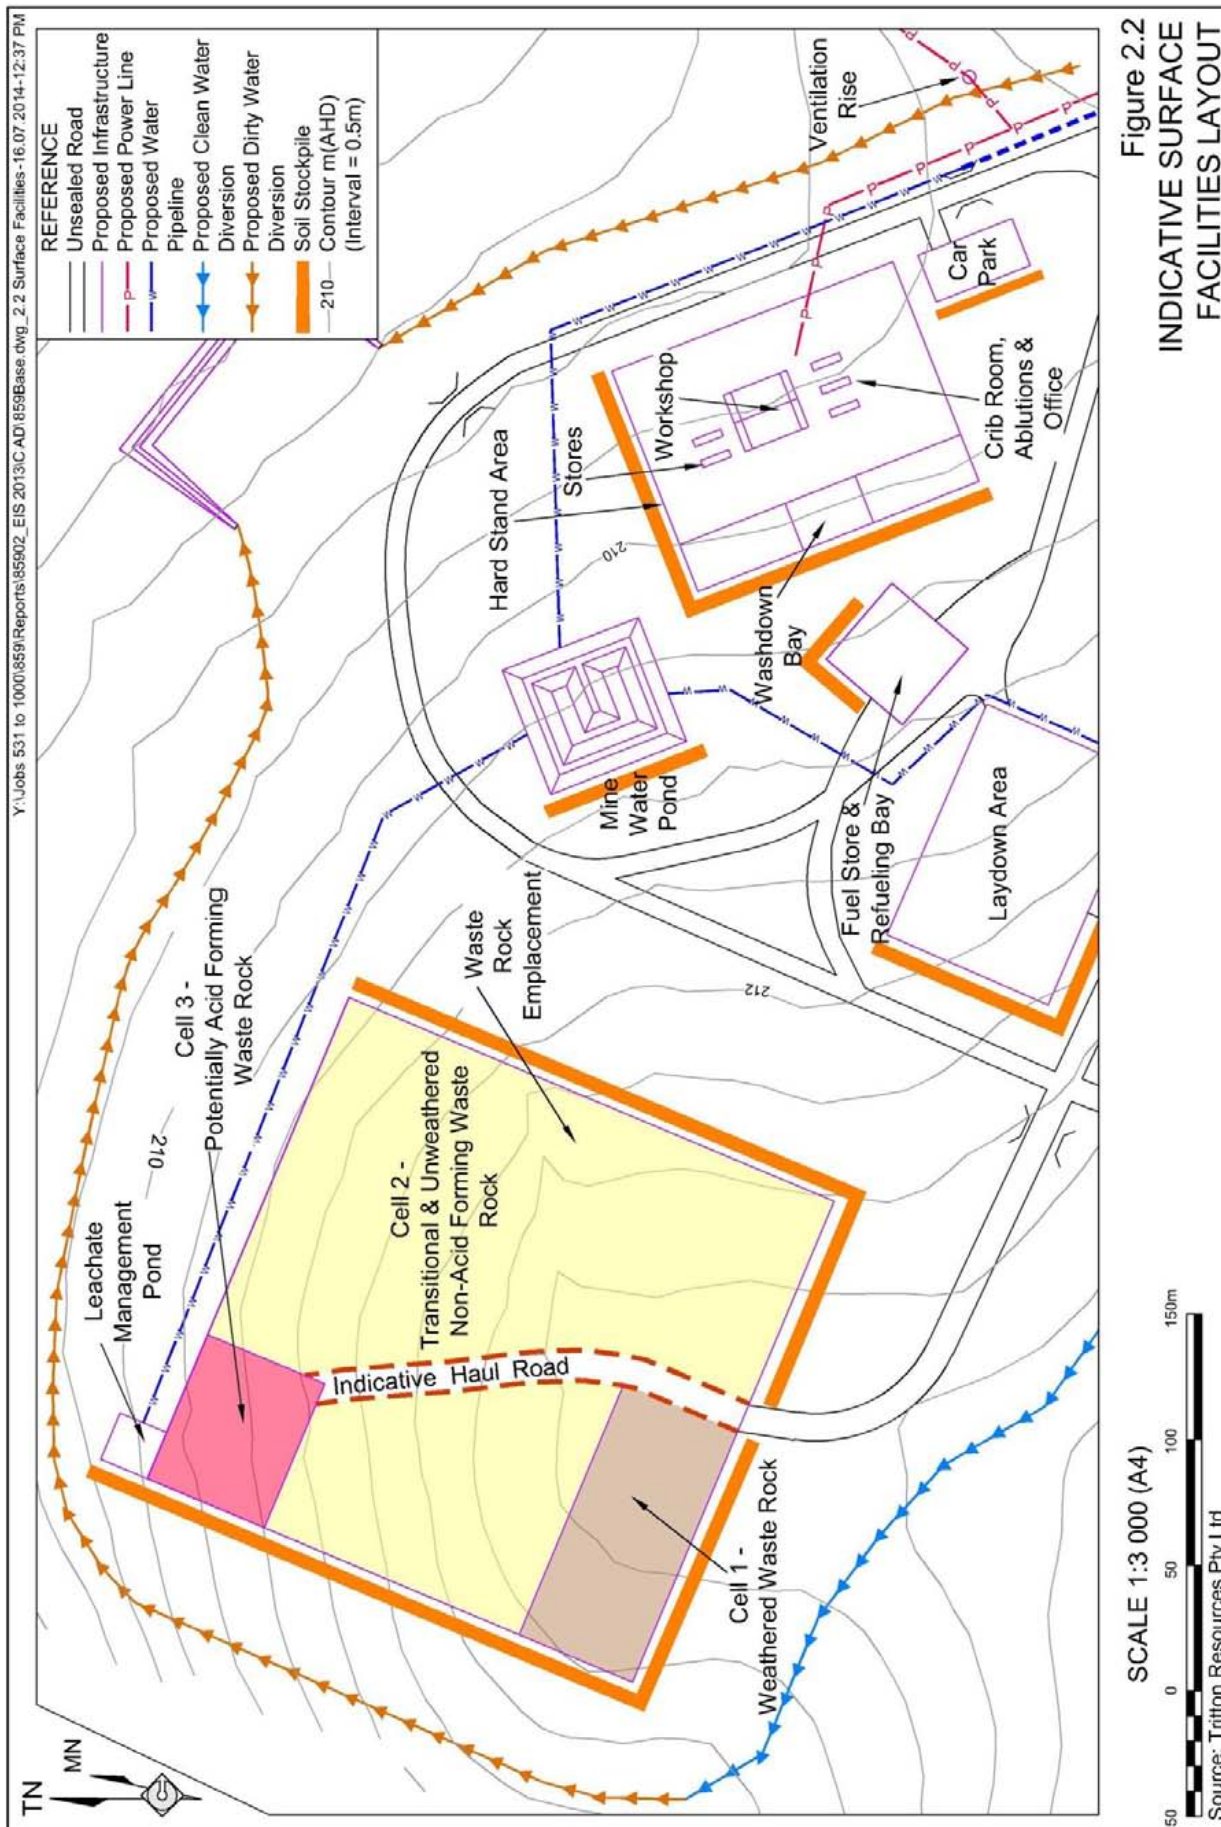 Y:\Jobs 531 to 1000\859\Reports\85902_EIS 2013\CAD\859Base.dwg_2.2 Surface Facilities-16.07.2014-12:37 PM
TN
MN
REFERENCE
Unsealed Road
Proposed Infrastructure
P
Proposed Power Line
W
Proposed Water
Pipeline
Proposed Clean Water
Diversion
Proposed Dirty Water
Diversion
Soil Stockpile
210
Contour m(AHD)
(Interval = 0.5m)
Leachate
Management
Pond
210
Cell 3 -
Potentially Acid Forming
Waste Rock
Cell 2 -
Transitional & Unweathered
Non-Acid Forming Waste
Rock
Indicative Haul Road
Cell 1 -
Weathered Waste Rock
Waste
Rock
Emplacement
212
Mine
Water
Pond
Hard Stand Area
Stores
210
Workshop
Washdown
Bay
Fuel Store &
Refueling Bay
Laydown Area
Crib Room,
Ablutions &
Office
Car
Park
Ventilation
Rise
SCALE 1:3 000 (A4)
50
0
50
100
150m
Source: Tritton Resources Pty Ltd
Figure 2.2
INDICATIVE SURFACE
FACILITIES LAYOUT